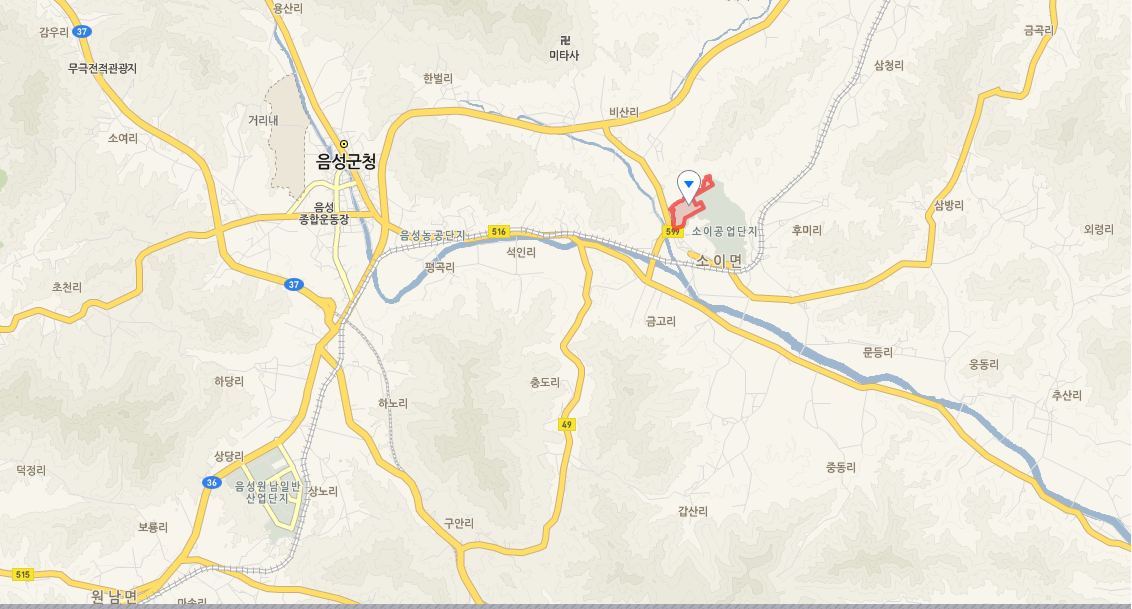 용산리
감우리
37
卍
미타사
금곡리
무극전적관광지
한벌리
삼청리
거리내
비산리
소여리
음성군청
음성
종합운동장
삼방리
음성농공단지
516
599
소이공업단지
후미리
외령리
석인리
소이면
평곡리
초천리
37
금고리
문등리
웅동리
하당리
충도리
추산리
하노리
49
상당리
덕정리
중동리
36
음성원남일반
산업단지
상노리
갑산리
보룡리
구안리
515
원남면
마송리